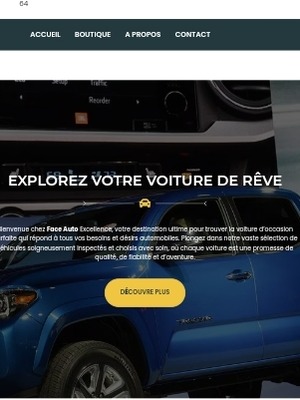 64
ACCUEIL BOUTIQUE A PROPOS CONTACT
Traffic
Reorder
EXPLOREZ VOTRE VOITURE DE RÊVE
ienvenue chez Face Auto Excellence, votre destination ultime pour trouver la voiture d'occasion
rfaite qui répond à tous vos besoins et désirs automobiles. Plongez dans notre vaste sélection de
éhicules soigneusement inspectés et choisis avec soin, où chaque voiture est une promesse de
qualité, de fiabilité et d'aventure.
DÉCOUVRE PLUS